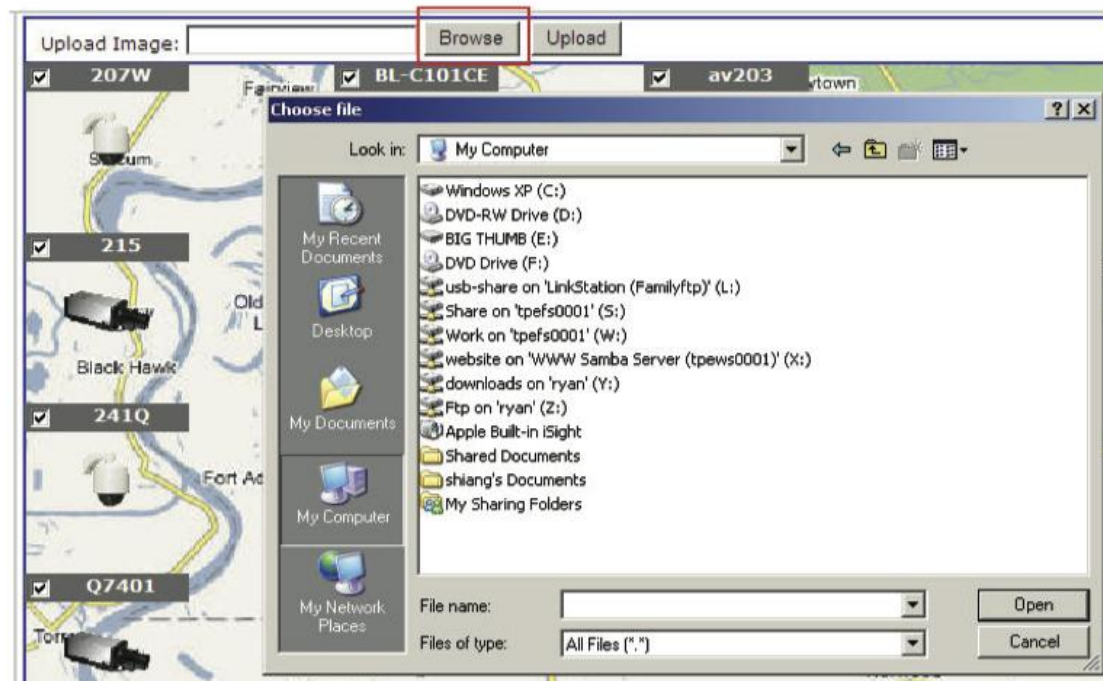 Upload Image: Browse Upload
207W BL-C101CE av203
Choose file
Look in: My Computer
My Recent Documents
Desktop
My Documents
My Computer
My Network Places
Windows XP (C:)
DVD-RW Drive (D:)
BIG THUMB (E:)
DVD Drive (F:)
usb-share on 'LinkStation (Familyftp)' (L:)
Share on 'tpefs0001' (S:)
Work on 'tpefs0001' (W:)
website on 'WWW Samba Server (tpews0001)' (X:)
downloads on 'ryan' (Y:)
Ftp on 'ryan' (Z:)
Apple Built-in iSight
Shared Documents
shiang's Documents
My Sharing Folders
File name: Open
Files of type: All Files (*.*) Cancel
215
Old
L
Black Hawk
241Q
Fort Ad
Q7401